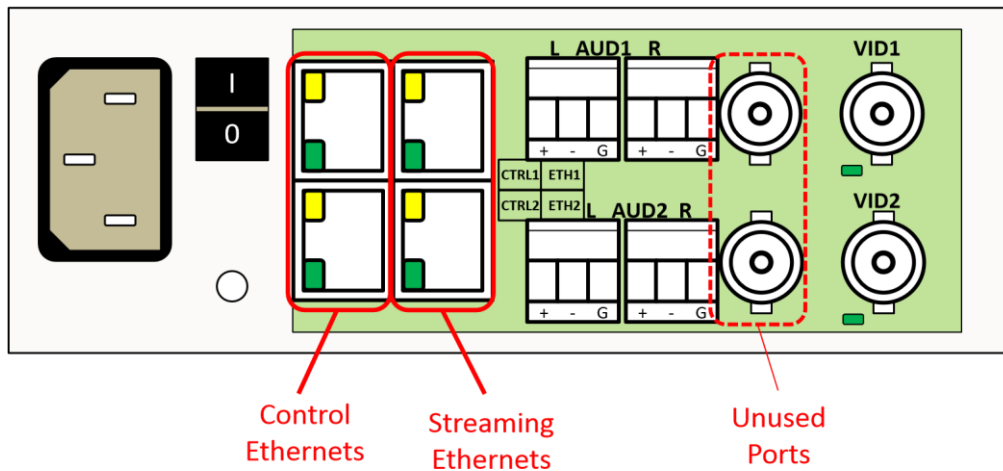 L AUD1 R
VID1
I
0
+ - G
+ - G
CTRL1 ETH1
CTRL2 ETH2
L AUD2 R
VID2
+ - G
+ - G
Control
Ethernets
Streaming
Ethernets
Unused
Ports